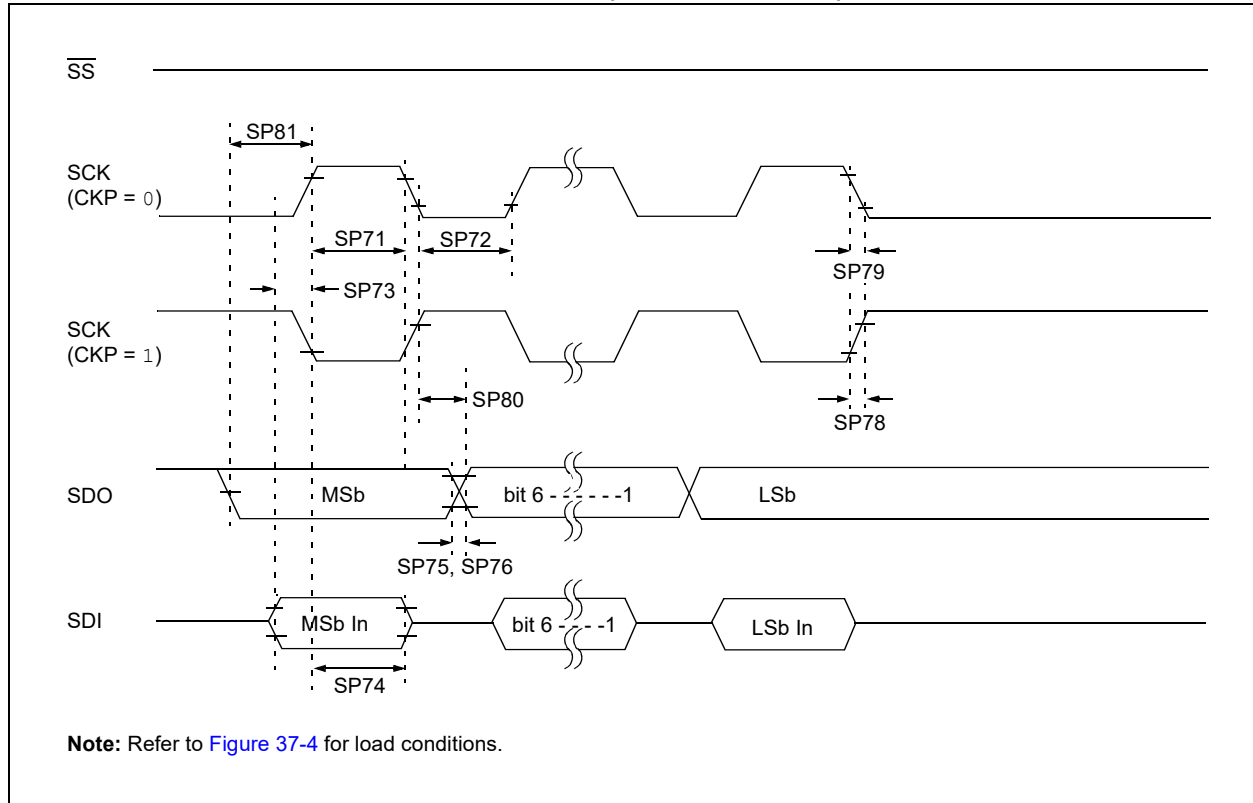 SS
SP81
SCK
(CKP = 0)
SP71
SP72
SP79
SP73
SCK
(CKP = 1)
SP80
SP78
SDO
MSb
bit 6 - - - - - - -1
LSb
SP75, SP76
SDI
MSb In
bit 6 - - - - -1
LSb In
SP74
Note: Refer to Figure 37-4 for load conditions.